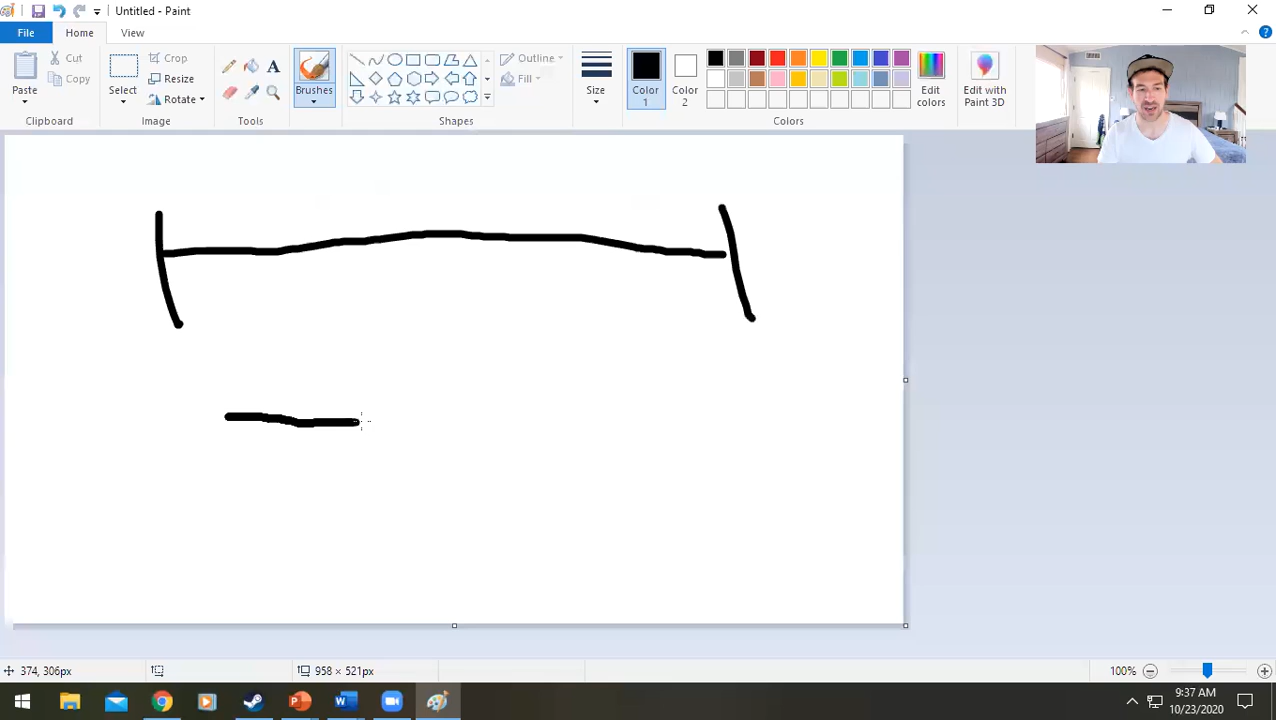 Untitled - Paint
File Home View
Paste Cut Copy Clipboard
Select Crop Resize Rotate Image
Tools
Brushes
Shapes Outline Fill
Size
Color 1
Color 2
Edit colors
Colors
Edit with Paint 3D
374, 306px 958 × 521px 100%
9:37 AM
10/23/2020